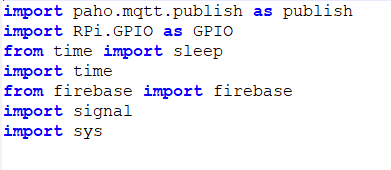 import paho.mqtt.publish as publish
import RPi.GPIO as GPIO
from time import sleep
import time
from firebase import firebase
import signal
import sys